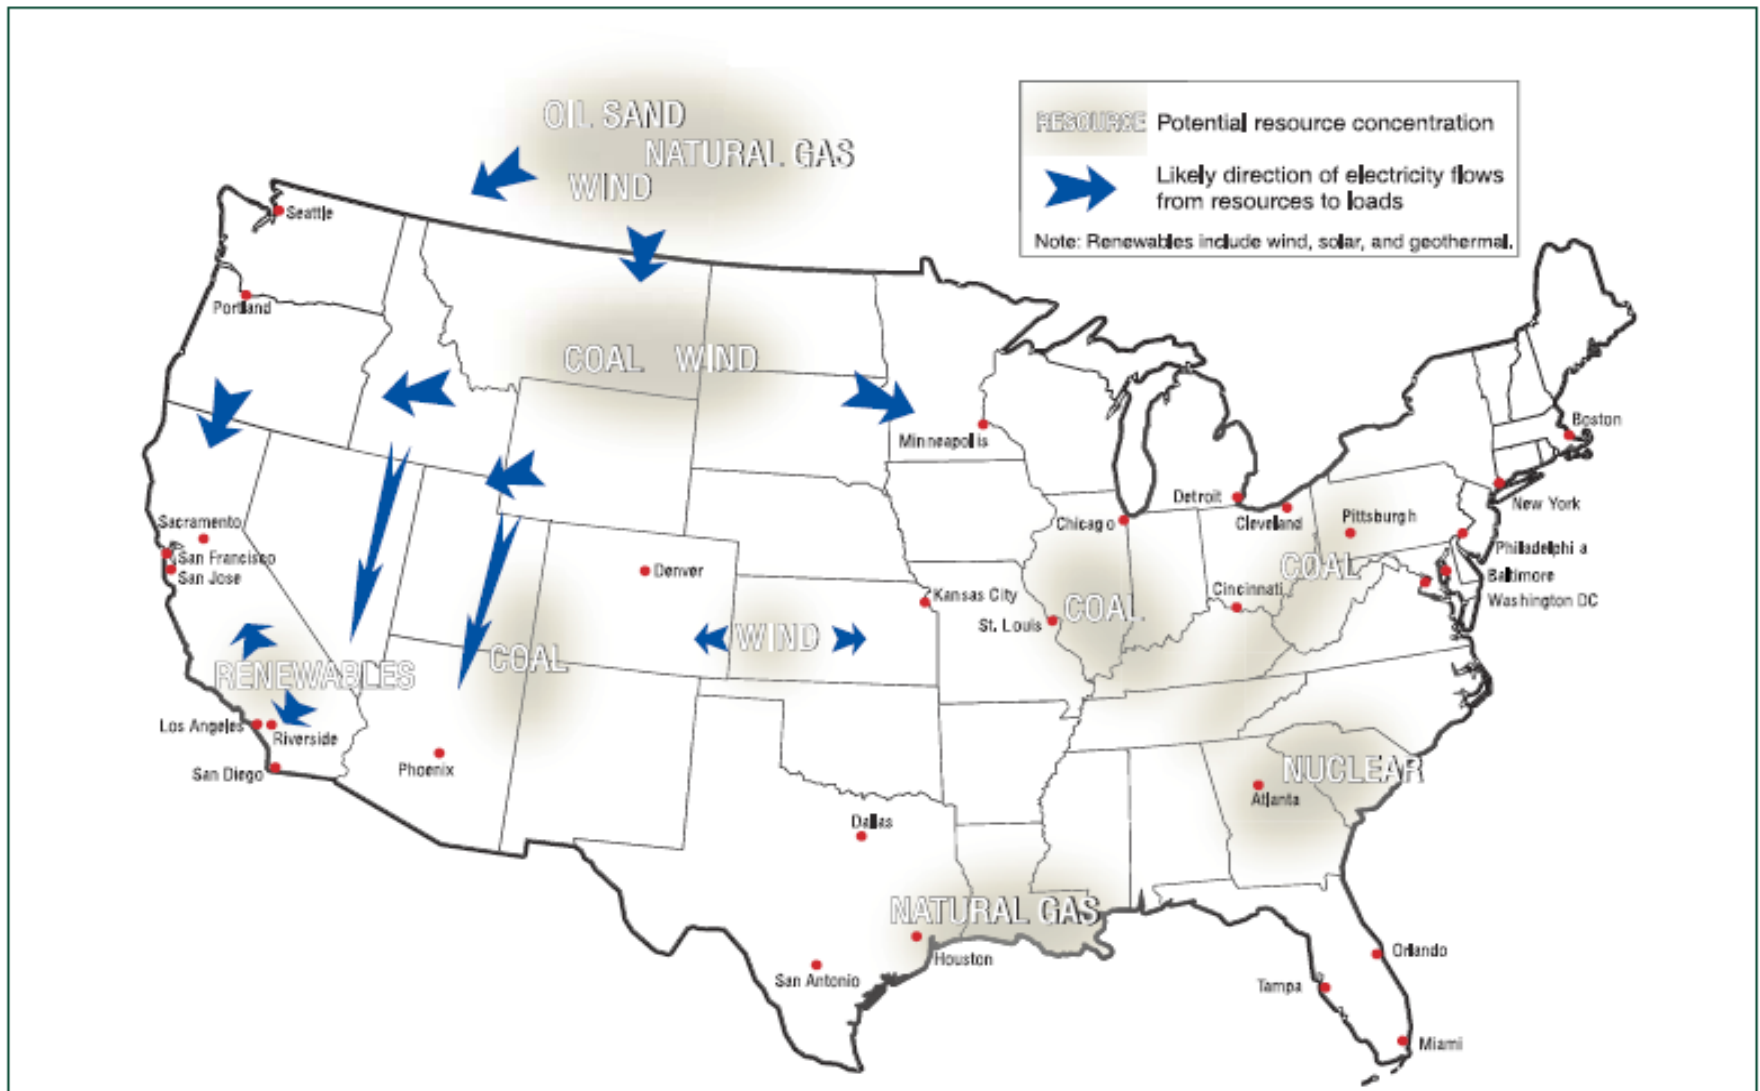 OIL SAND
NATURAL GAS
WIND
RESOURCE Potential resource concentration
Likely direction of electricity flows
from resources to loads
Note: Renewables include wind, solar, and geothermal.
Seattle
Portland
COAL WIND
Minneapolis
Boston
Detroit
Cleveland
New York
Chicago
Pittsburgh
Sacramento
San Francisco
San Jose
Philadelphi a
Denver
COAL
Baltimore
Kansas City
Cincinnati
Washington DC
St. Louis
COAL
WIND
COAL
RENEWABLES
Los Angeles
Riverside
San Diego
Phoenix
NUCLEAR
Atlanta
Dallas
NATURAL GAS
Houston
San Antonio
Orlando
Tampa
Miami